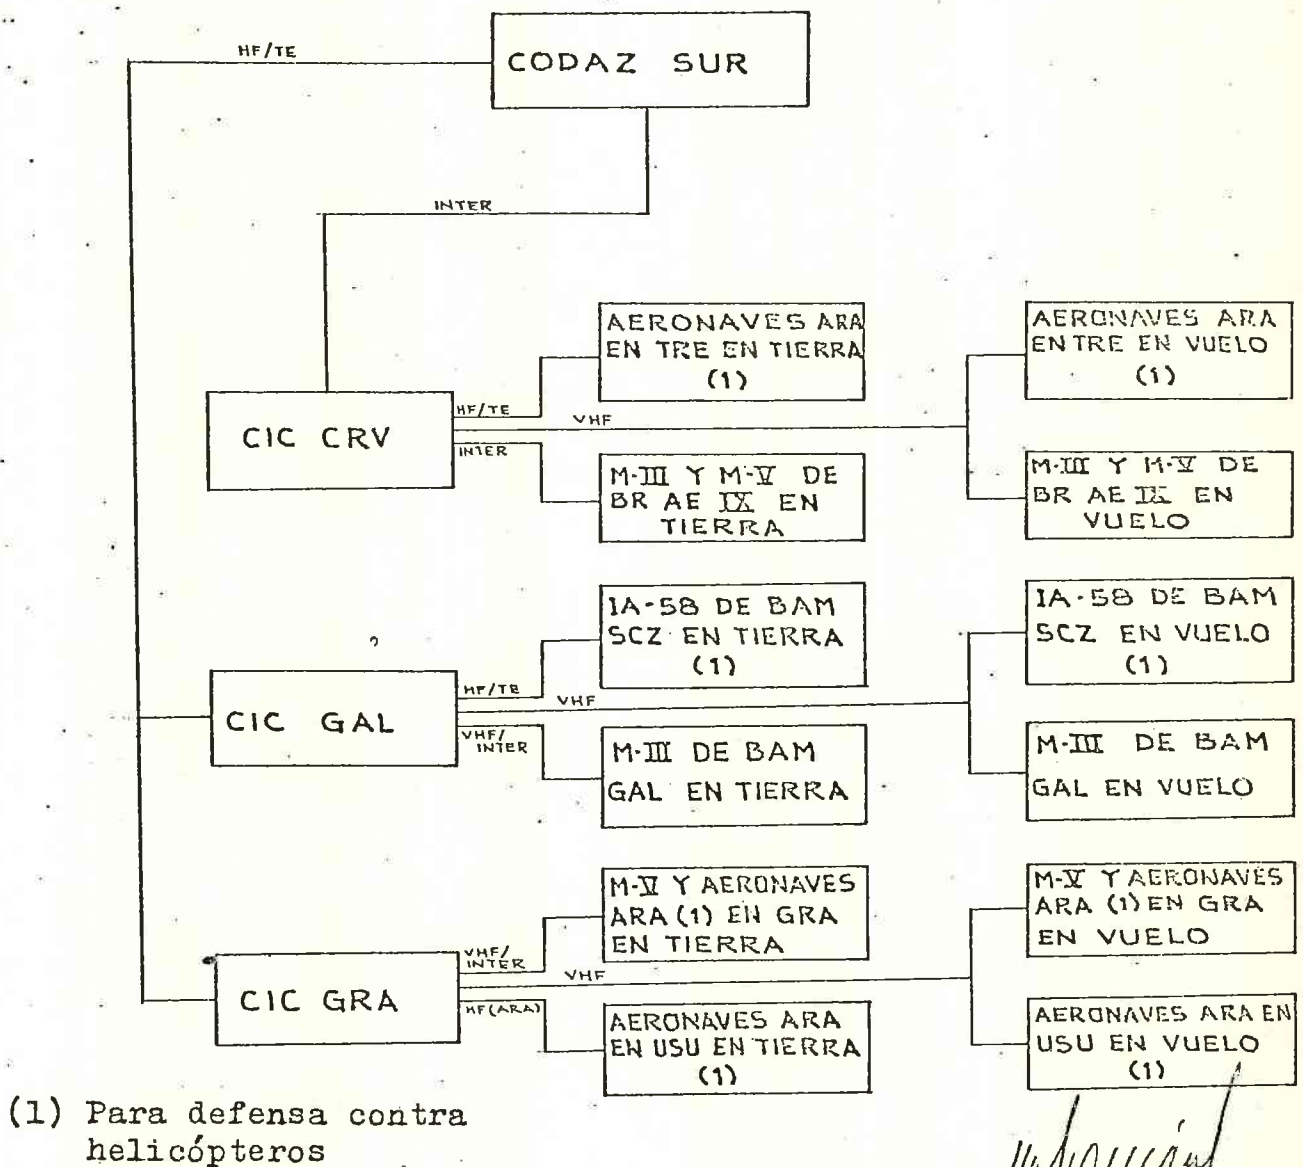 HF/TE
CODAZ SUR
INTER
AERONAVES ARA
EN TRE EN TIERRA
(1)
AERONAVES ARA
EN TRE EN VUELO
(1)
CIC CRV
HF/TE
VHF
INTER
M-III Y M-V DE
BR AE IX EN
TIERRA
M-III Y M-V DE
BR AE IX EN
VUELO
IA-58 DE BAM
SCZ EN TIERRA
(1)
IA-58 DE BAM
SCZ EN VUELO
(1)
CIC GAL
HF/TE
VHF
VHF/
INTER
M-III DE BAM
GAL EN TIERRA
M-III DE BAM
GAL EN VUELO
M-V Y AERONAVES
ARA (1) EN GRA
EN TIERRA
M-V Y AERONAVES
ARA (1) EN GRA
EN VUELO
CIC GRA
VHF/
INTER
VHF
HF(ARA)
AERONAVES ARA
EN USU EN TIERRA
(1)
AERONAVES ARA EN
USU EN VUELO
(1)
(1) Para defensa contra
helicópteros